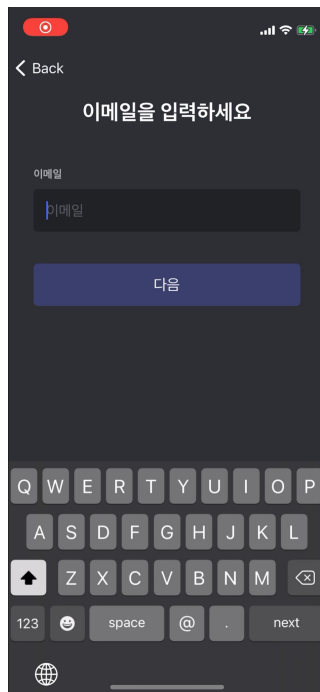 Back
이메일을 입력하세요
이메일
이메일
다음
Q W E R T Y U I O P
A S D F G H J K L
Z X C V B N M
123 space @ . next